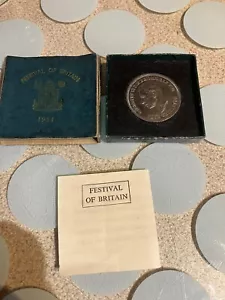 FESTIVAL OF BRITAIN
1951
FESTIVAL
OF BRITAIN